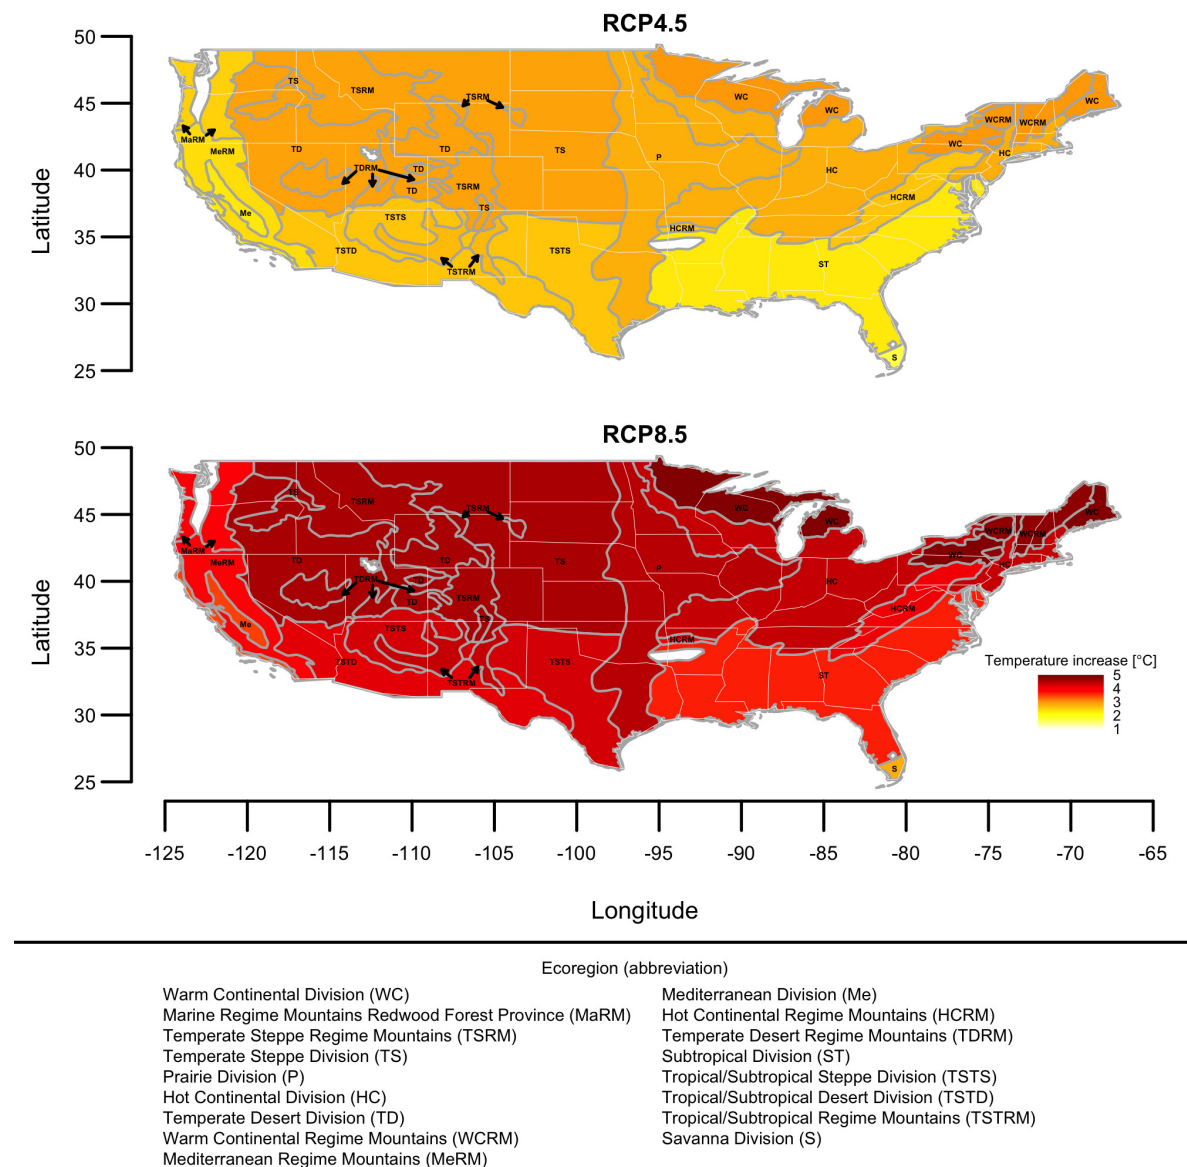 RCP4.5
50
45
40
35
30
25
Latitude
TS
TSRM
TSRM
WC
WC
WC
MaRM
MeRM
TD
TD
TS
P
HC
WC
WCRM
WCRM
HC
TDRM
TD
TD
TSRM
HCRM
Me
TSTS
TS
HCRM
TSTD
TSTS
TSTRM
ST
S
RCP8.5
50
45
40
35
30
25
Latitude
TS
TSRM
TSRM
WC
WC
WC
MaRM
MeRM
TD
TD
TS
P
HC
WC
WCRM
WCRM
HC
TDRM
TD
TD
TSRM
HCRM
Me
TSTS
TS
HCRM
TSTD
TSTS
TSTRM
ST
S
Temperature increase [°C]
5
4
3
2
1
-125 -120 -115 -110 -105 -100 -95 -90 -85 -80 -75 -70 -65
Longitude
Ecoregion (abbreviation)
Warm Continental Division (WC)
Marine Regime Mountains Redwood Forest Province (MaRM)
Temperate Steppe Regime Mountains (TSRM)
Temperate Steppe Division (TS)
Prairie Division (P)
Hot Continental Division (HC)
Temperate Desert Division (TD)
Warm Continental Regime Mountains (WCRM)
Mediterranean Regime Mountains (MeRM)
Mediterranean Division (Me)
Hot Continental Regime Mountains (HCRM)
Temperate Desert Regime Mountains (TDRM)
Subtropical Division (ST)
Tropical/Subtropical Steppe Division (TSTS)
Tropical/Subtropical Desert Division (TSTD)
Tropical/Subtropical Regime Mountains (TSTRM)
Savanna Division (S)